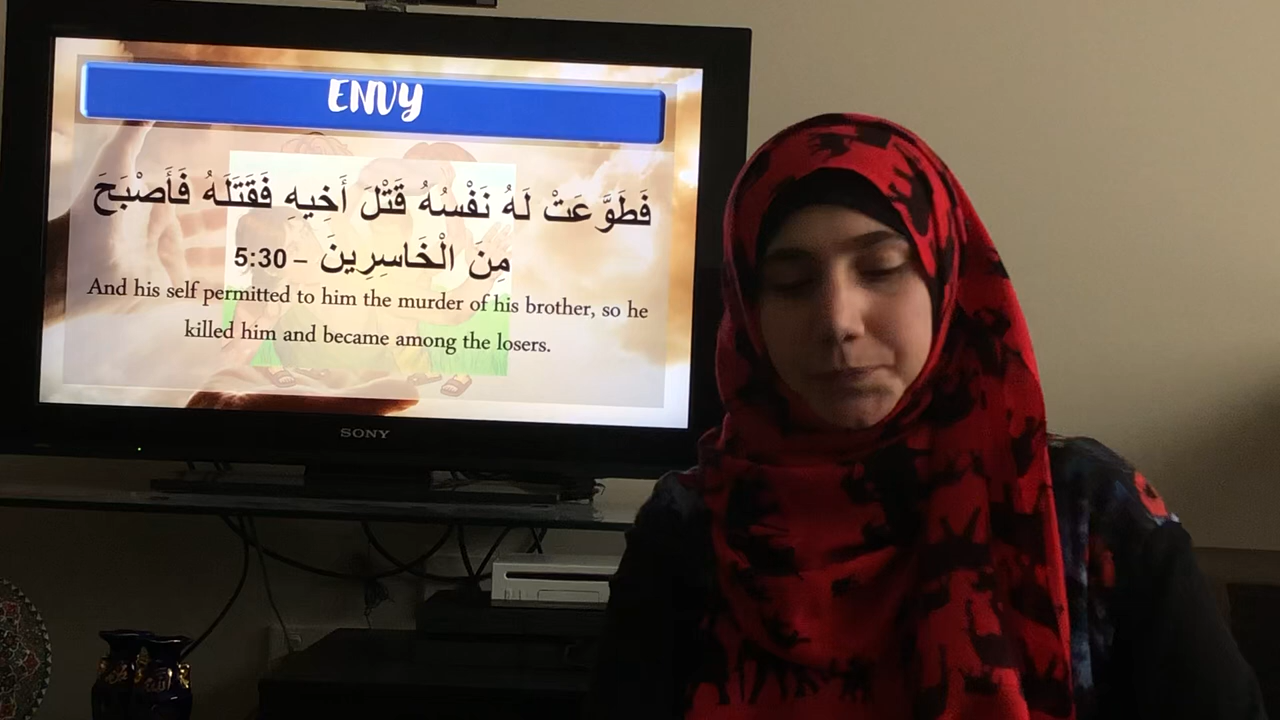 ENVY
فَطَوَّعَتْ لَهُ نَفْسُهُ قَتْلَ أَخِيهِ فَقَتَلَهُ فَأَصْبَحَ
مِنَ الْخَاسِرِينَ – 5:30
And his self permitted to him the murder of his brother, so he
killed him and became among the losers.
SONY
الله